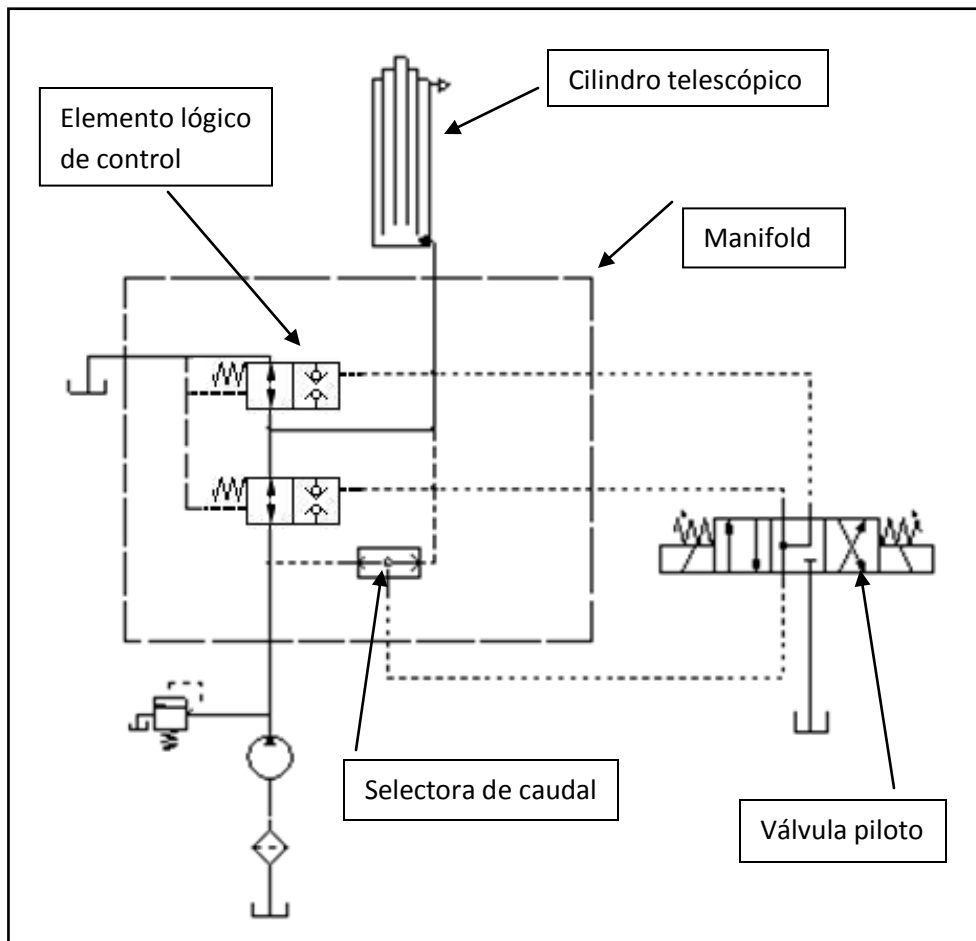 Cilindro telescópico
Elemento lógico
de control
Manifold
Selectora de caudal
Válvula piloto